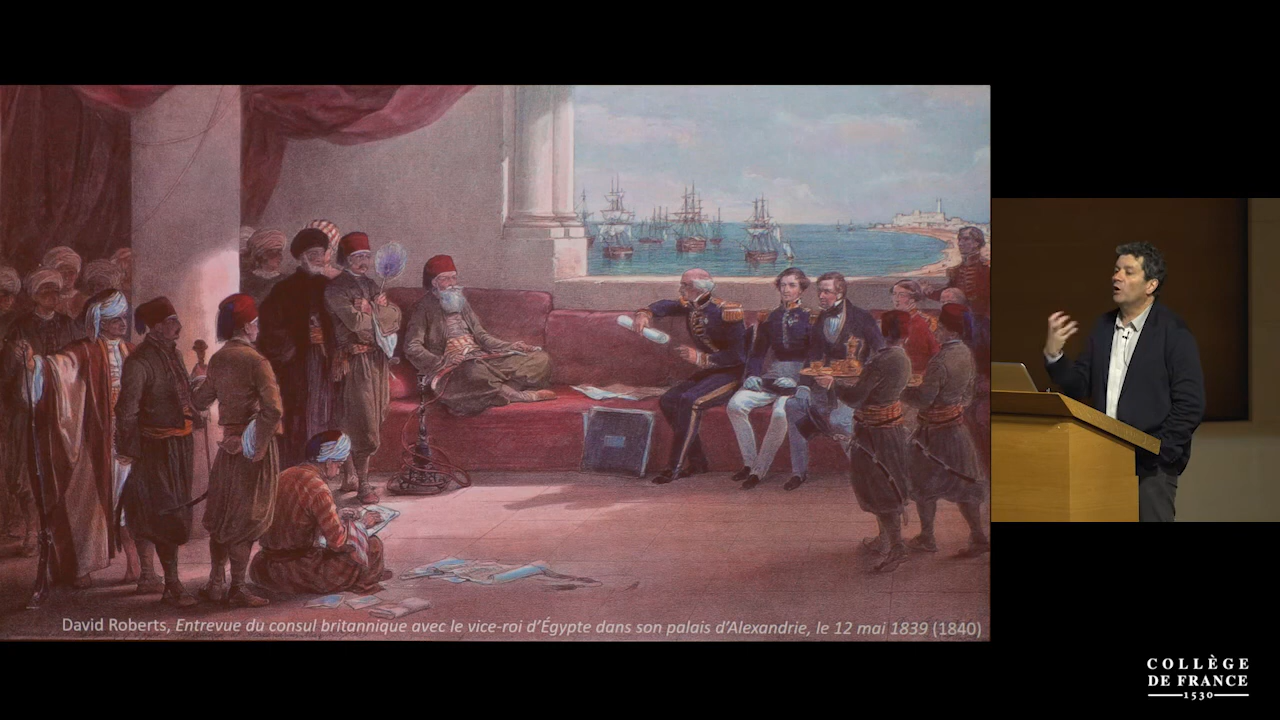 David Roberts, Entrevue du consul britannique avec le vice-roi d'Égypte dans son palais d'Alexandrie, le 12 mai 1839 (1840)
COLLÈGE
DE FRANCE
1530